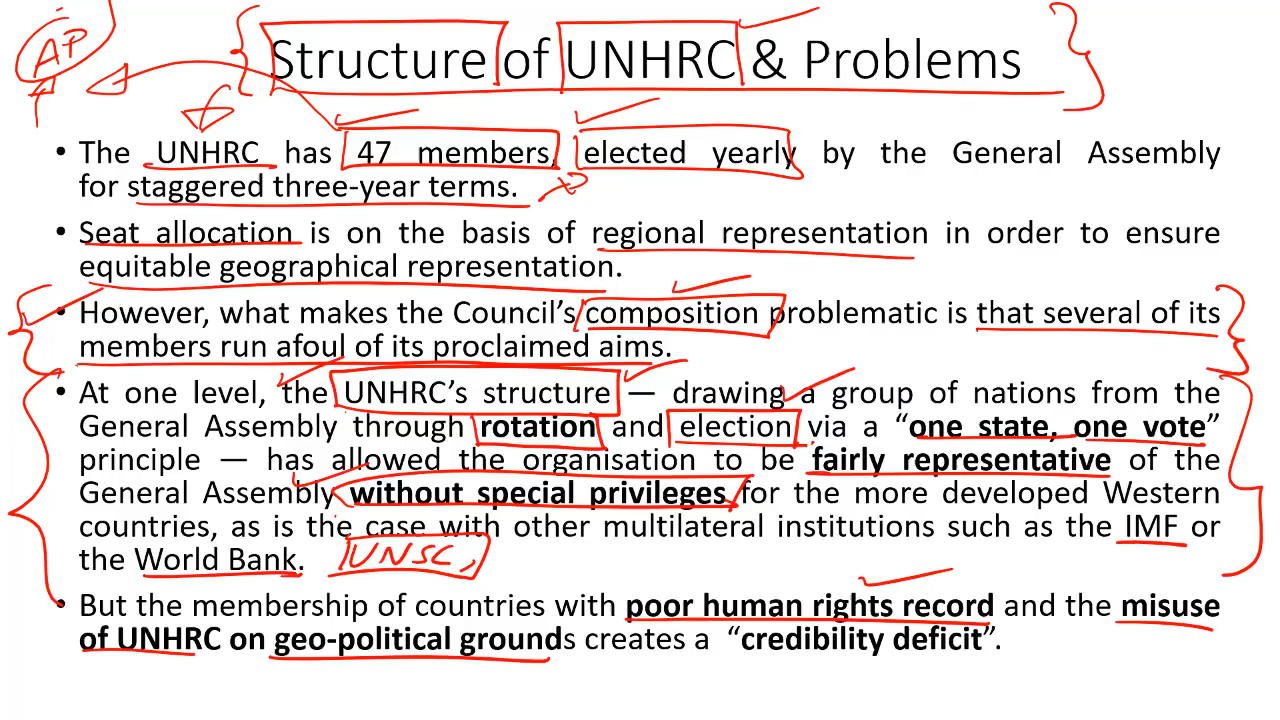 AP
Structure of UNHRC & Problems
• The UNHRC has 47 members, elected yearly by the General Assembly
for staggered three-year terms.
• Seat allocation is on the basis of regional representation in order to ensure
equitable geographical representation.
• However, what makes the Council's composition problematic is that several of its
members run afoul of its proclaimed aims.
• At one level, the UNHRC's structure — drawing a group of nations from the
General Assembly through rotation and election via a "one state, one vote"
principle — has allowed the organisation to be fairly representative of the
General Assembly without special privileges for the more developed Western
countries, as is the case with other multilateral institutions such as the IMF or
the World Bank. UNSC,
• But the membership of countries with poor human rights record and the misuse
of UNHRC on geo-political grounds creates a "credibility deficit".